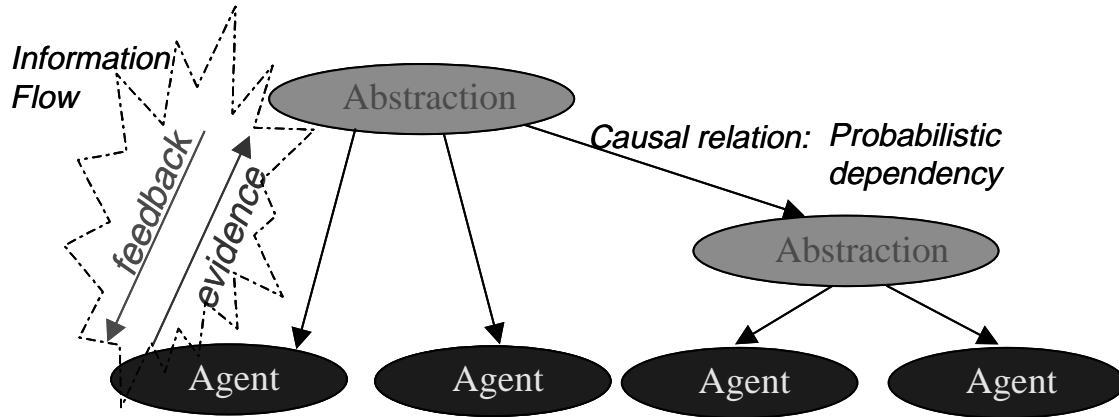 Information
Flow
Abstraction
Causal relation: Probabilistic
dependency
feedback
evidence
Abstraction
Agent
Agent
Agent
Agent